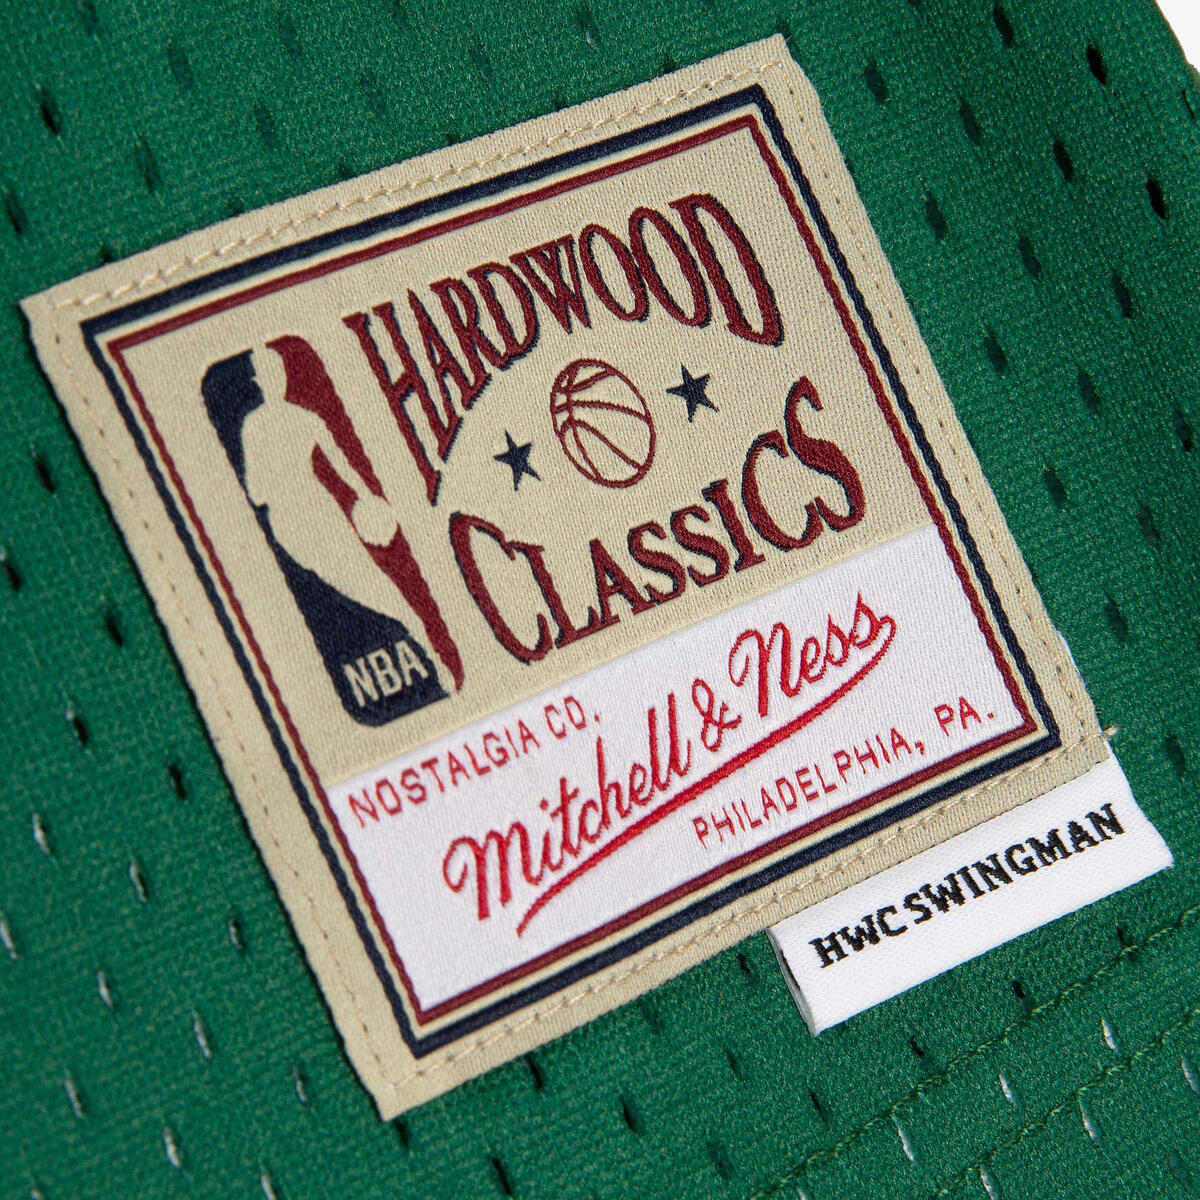 HARDWOOD
CLASSICS
NBA
NOSTALGIA CO.
Mitchell & Ness
PHILADELPHIA, PA.
HWC SWINGMAN